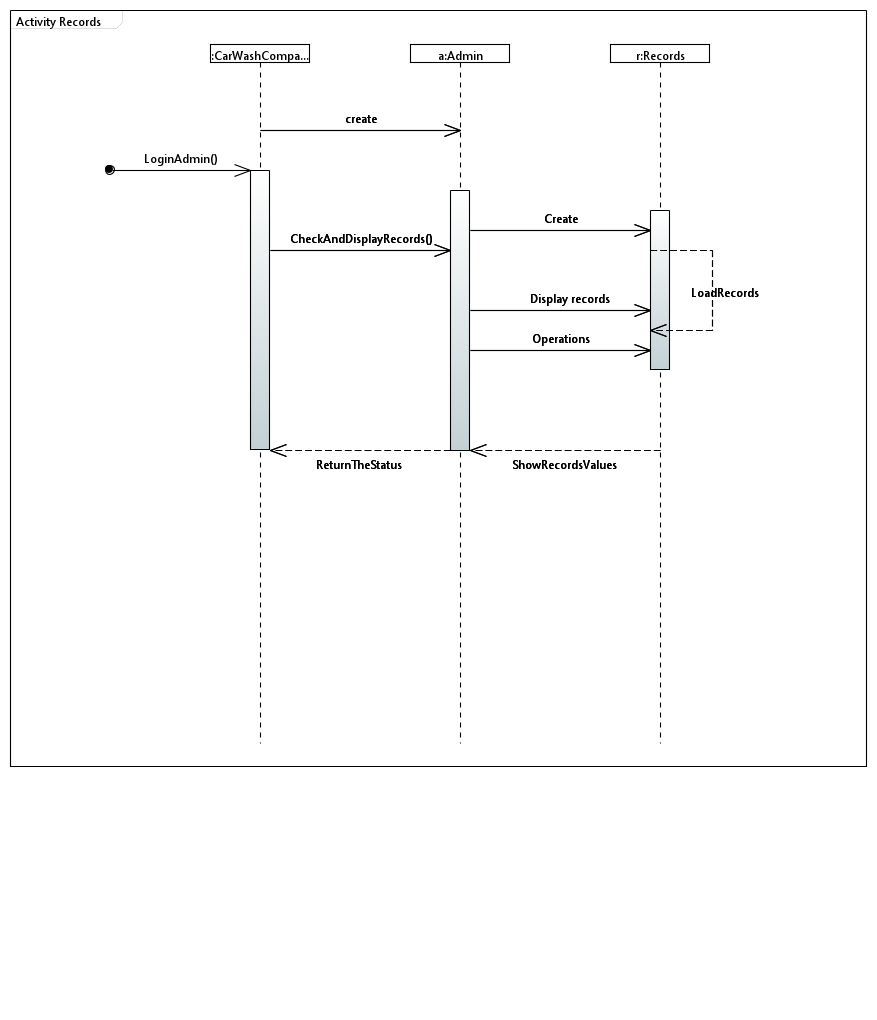 Activity Records
:CarWashCompa...
a:Admin
r:Records
create
LoginAdmin()
Create
CheckAndDisplayRecords()
LoadRecords
Display records
Operations
ReturnTheStatus
ShowRecordsValues